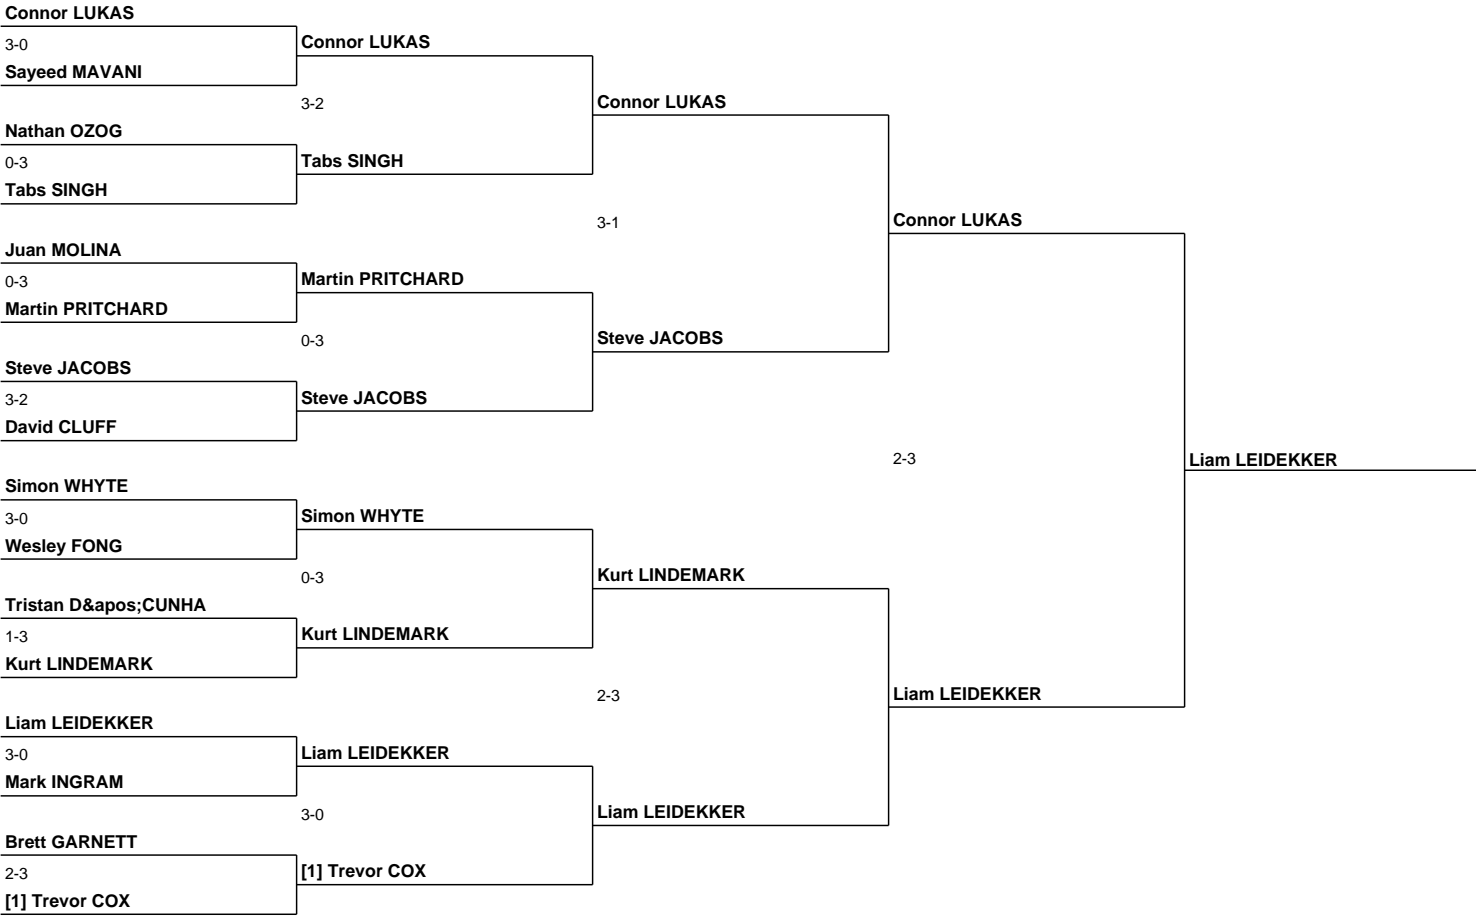 Connor LUKAS
3-0
Sayeed MAVANI
Nathan OZOG
0-3
Tabs SINGH
Juan MOLINA
0-3
Martin PRITCHARD
Steve JACOBS
3-2
David CLUFF
Simon WHYTE
3-0
Wesley FONG
Tristan D&apos;CUNHA
1-3
Kurt LINDEMARK
Liam LEIDEKKER
3-0
Mark INGRAM
Brett GARNETT
2-3
[1] Trevor COX
Connor LUKAS
3-2
Tabs SINGH
Martin PRITCHARD
0-3
Steve JACOBS
Simon WHYTE
0-3
Kurt LINDEMARK
Liam LEIDEKKER
3-0
[1] Trevor COX
Connor LUKAS
3-1
Steve JACOBS
Kurt LINDEMARK
2-3
Liam LEIDEKKER
Connor LUKAS
2-3
Liam LEIDEKKER
Liam LEIDEKKER